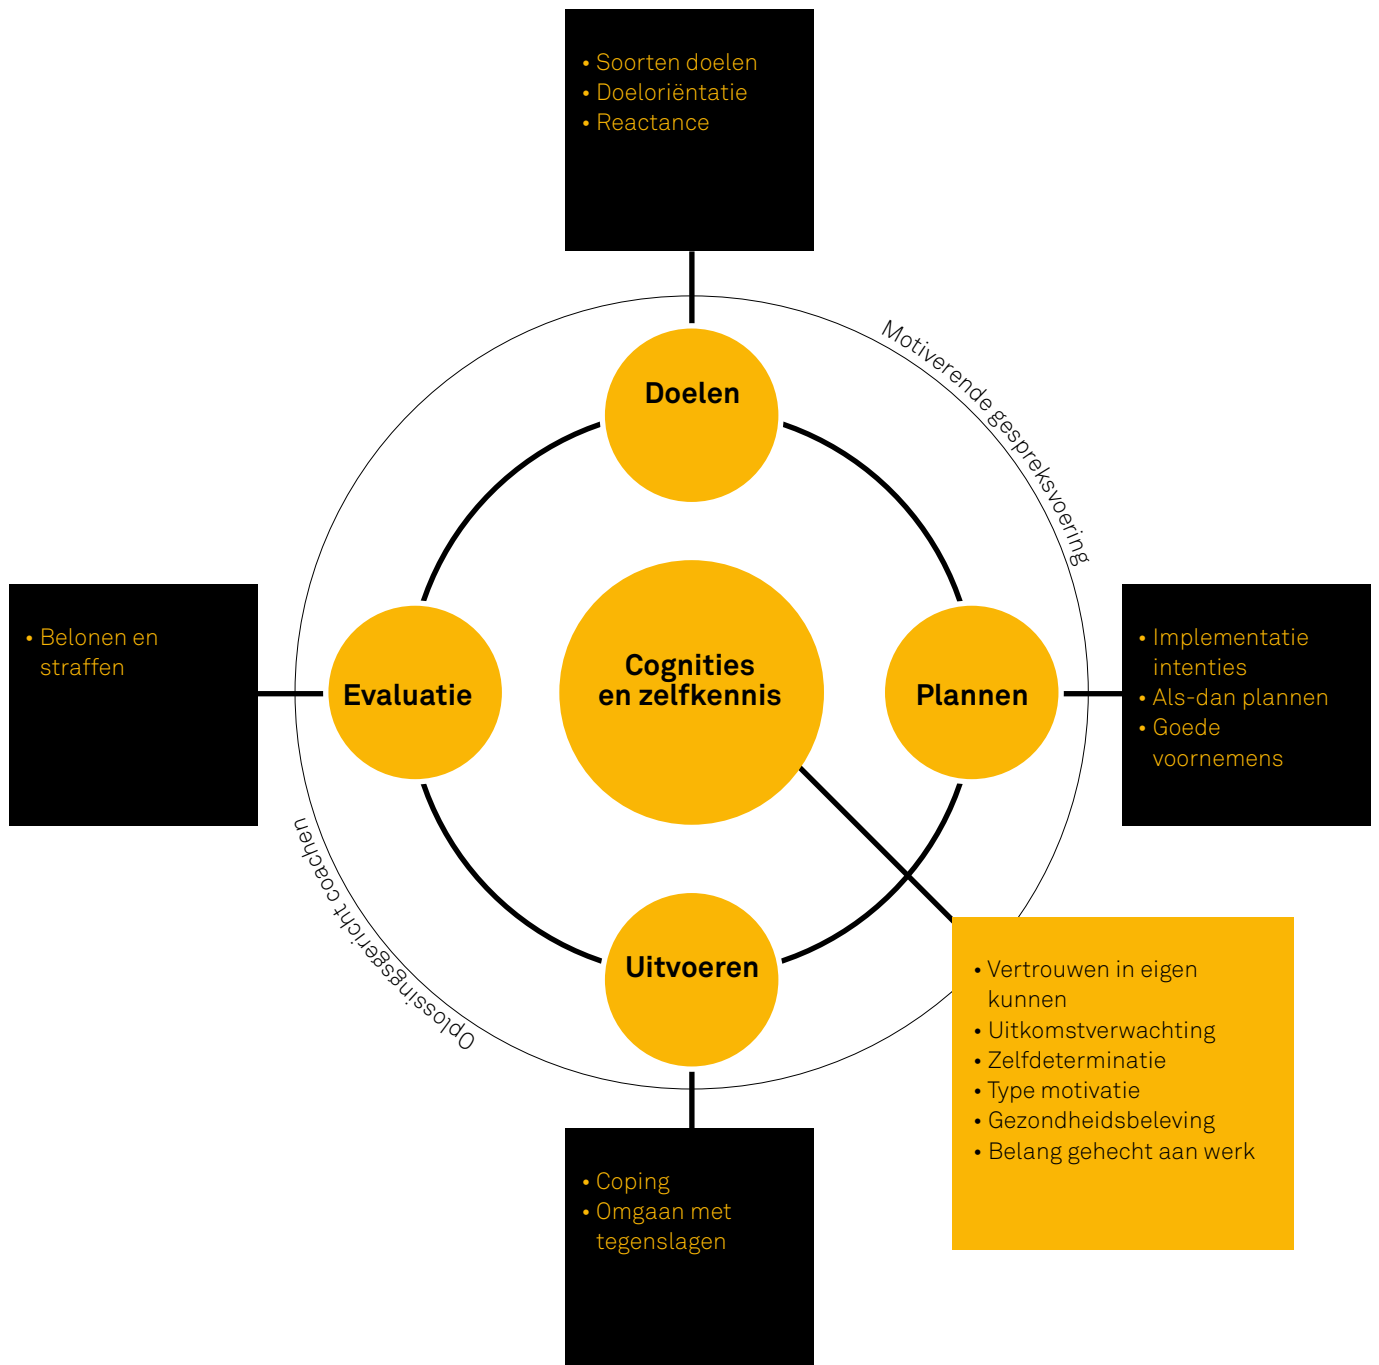 • Soorten doelen
• Doeloriëntatie
• Reactance
Motiverende gespreksvoering
Doelen
• Belonen en
straffen
Evaluatie
Cognities
en zelfkennis
Plannen
• Implementatie
intenties
• Als-dan plannen
• Goede
voornemens
Oplossingsgericht coachen
Uitvoeren
• Vertrouwen in eigen
kunnen
• Uitkomstverwachting
• Zelfdeterminatie
• Type motivatie
• Gezondheidsbeleving
• Belang gehecht aan werk
• Coping
• Omgaan met
tegenslagen